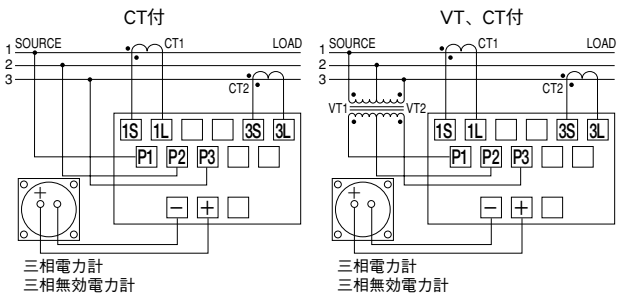 CT付
1 SOURCE CT1 LOAD
2
3
CT2
1S 1L 3S 3L
P1 P2 P3
+ − +
三相電力計
三相無効電力計
VT、CT付
1 SOURCE CT1 LOAD
2
3
CT2
VT1 VT2
1S 1L 3S 3L
P1 P2 P3
+ − +
三相電力計
三相無効電力計